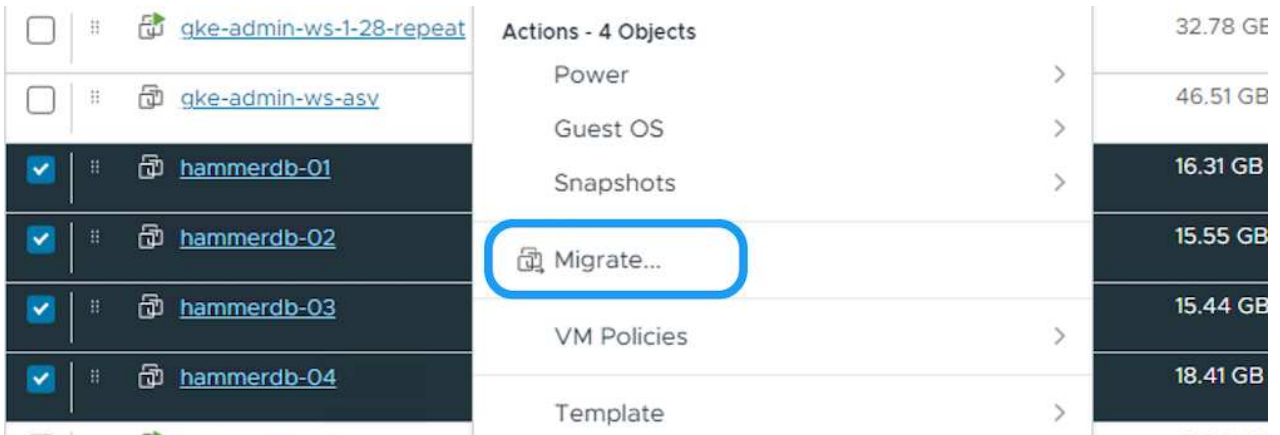 gke-admin-ws-1-28-repeat
gke-admin-ws-asv
hammerdb-01
hammerdb-02
hammerdb-03
hammerdb-04
Actions - 4 Objects
Power
Guest OS
Snapshots
Migrate...
VM Policies
Template
32.78 GB
46.51 GB
16.31 GB
15.55 GB
15.44 GB
18.41 GB